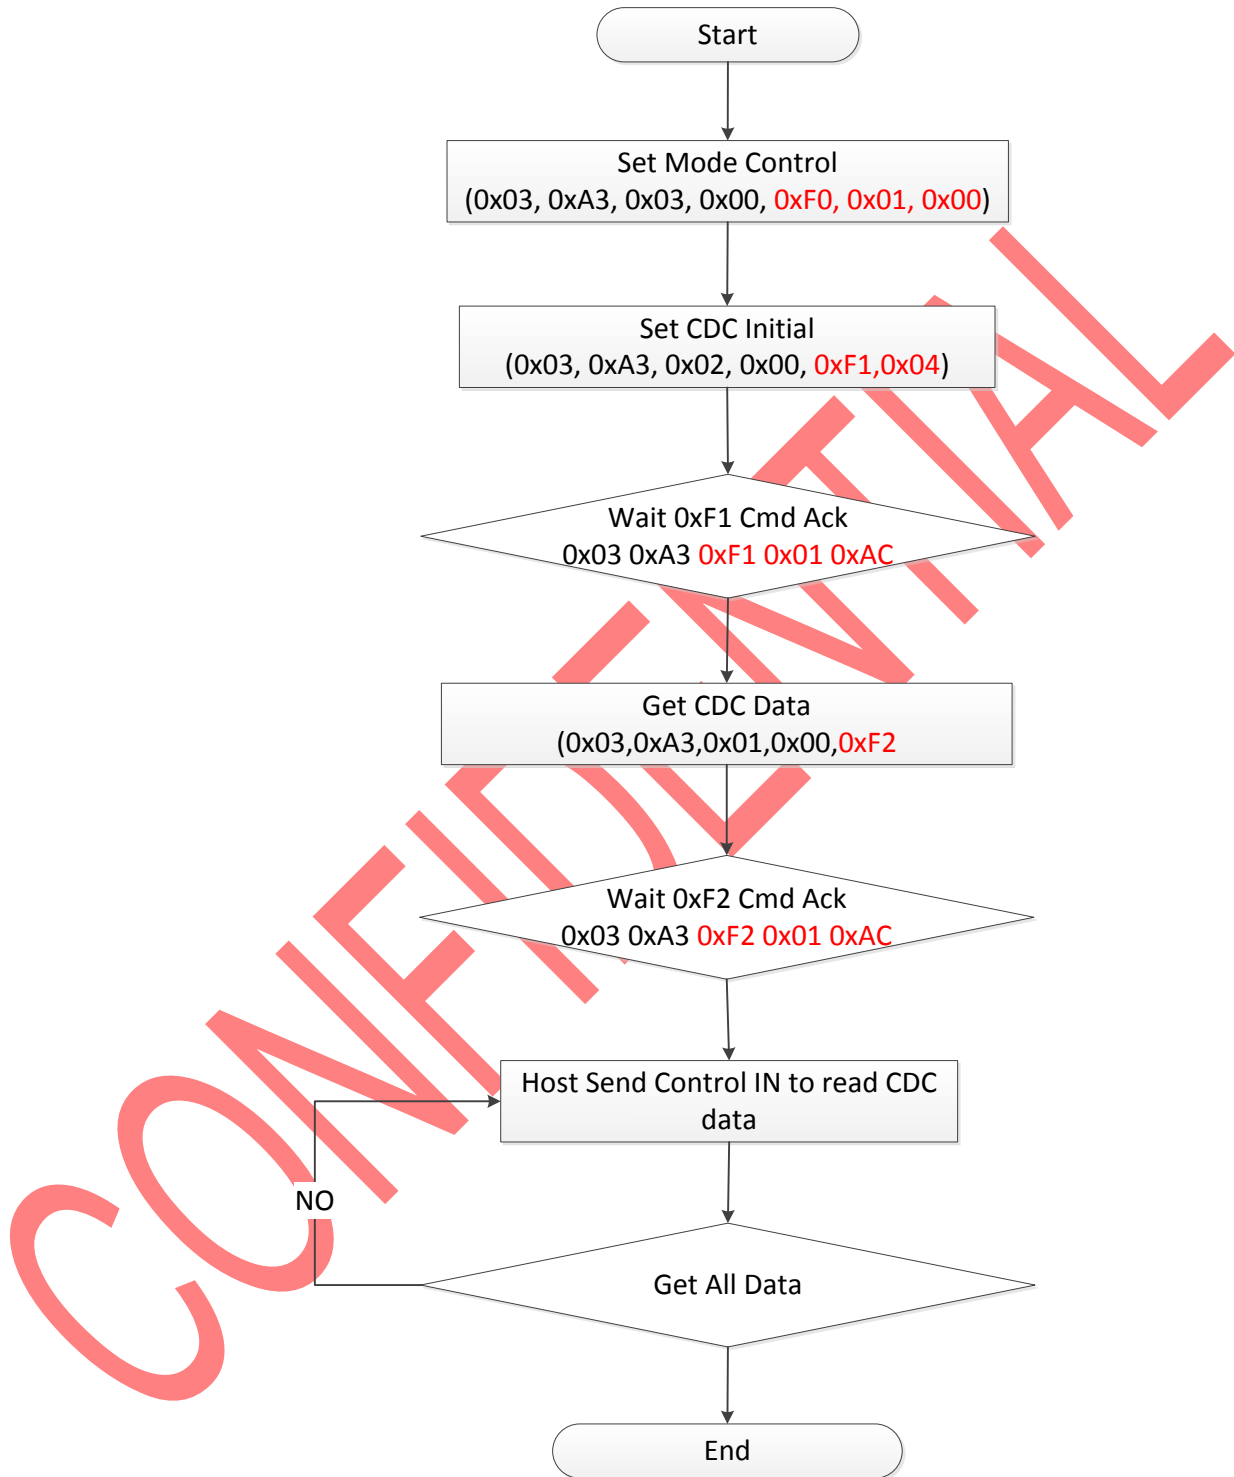 Start
Set Mode Control
(0x03, 0xA3, 0x03, 0x00, 0xF0, 0x01, 0x00)
Set CDC Initial
(0x03, 0xA3, 0x02, 0x00, 0xF1,0x04)
Wait 0xF1 Cmd Ack
0x03 0xA3 0xF1 0x01 0xAC
Get CDC Data
(0x03,0xA3,0x01,0x00,0xF2
Wait 0xF2 Cmd Ack
0x03 0xA3 0xF2 0x01 0xAC
Host Send Control IN to read CDC
data
NO
Get All Data
End
CONFIDENTIAL